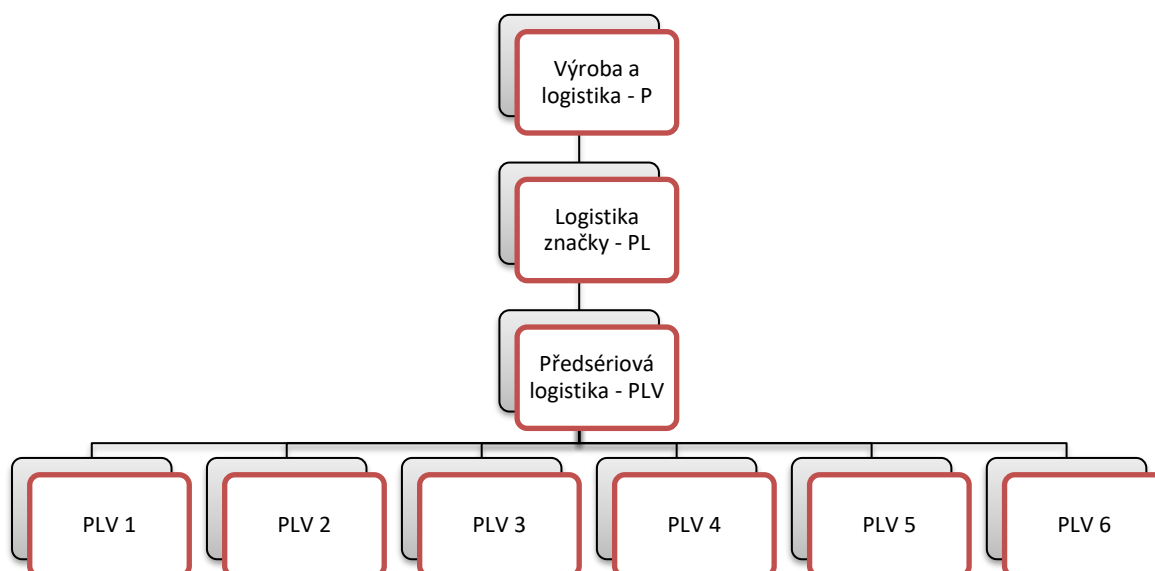 Výroba a
logistika - P
Logistika
značky - PL
Předsériová
logistika - PLV
PLV 1
PLV 2
PLV 3
PLV 4
PLV 5
PLV 6